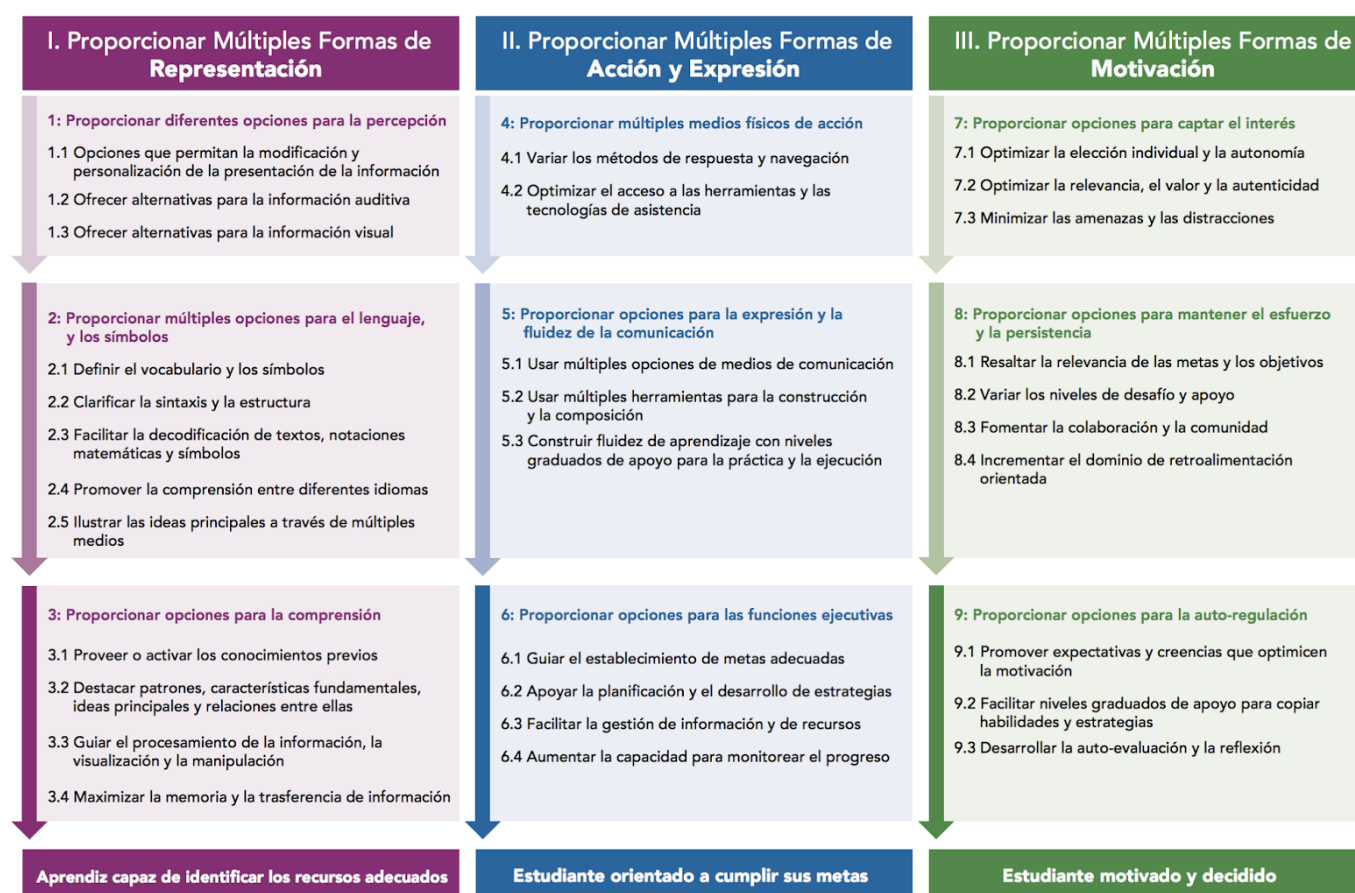 I. Proporcionar Múltiples Formas de
Representación
1: Proporcionar diferentes opciones para la percepción
1.1 Opciones que permitan la modificación y
personalización de la presentación de la información
1.2 Ofrecer alternativas para la información auditiva
1.3 Ofrecer alternativas para la información visual
2: Proporcionar múltiples opciones para el lenguaje,
y los símbolos
2.1 Definir el vocabulario y los símbolos
2.2 Clarificar la sintaxis y la estructura
2.3 Facilitar la decodificación de textos, notaciones
matemáticas y símbolos
2.4 Promover la comprensión entre diferentes idiomas
2.5 Ilustrar las ideas principales a través de múltiples
medios
3: Proporcionar opciones para la comprensión
3.1 Proveer o activar los conocimientos previos
3.2 Destacar patrones, características fundamentales,
ideas principales y relaciones entre ellas
3.3 Guiar el procesamiento de la información, la
visualización y la manipulación
3.4 Maximizar la memoria y la trasferencia de información
Aprendiz capaz de identificar los recursos adecuados
II. Proporcionar Múltiples Formas de
Acción y Expresión
4: Proporcionar múltiples medios físicos de acción
4.1 Variar los métodos de respuesta y navegación
4.2 Optimizar el acceso a las herramientas y las
tecnologías de asistencia
5: Proporcionar opciones para la expresión y la
fluidez de la comunicación
5.1 Usar múltiples opciones de medios de comunicación
5.2 Usar múltiples herramientas para la construcción
y la composición
5.3 Construir fluidez de aprendizaje con niveles
graduados de apoyo para la práctica y la ejecución
6: Proporcionar opciones para las funciones ejecutivas
6.1 Guiar el establecimiento de metas adecuadas
6.2 Apoyar la planificación y el desarrollo de estrategias
6.3 Facilitar la gestión de información y de recursos
6.4 Aumentar la capacidad para monitorear el progreso
Estudiante orientado a cumplir sus metas
III. Proporcionar Múltiples Formas de
Motivación
7: Proporcionar opciones para captar el interés
7.1 Optimizar la elección individual y la autonomía
7.2 Optimizar la relevancia, el valor y la autenticidad
7.3 Minimizar las amenazas y las distracciones
8: Proporcionar opciones para mantener el esfuerzo
y la persistencia
8.1 Resaltar la relevancia de las metas y los objetivos
8.2 Variar los niveles de desafío y apoyo
8.3 Fomentar la colaboración y la comunidad
8.4 Incrementar el dominio de retroalimentación
orientada
9: Proporcionar opciones para la auto-regulación
9.1 Promover expectativas y creencias que optimicen
la motivación
9.2 Facilitar niveles graduados de apoyo para copiar
habilidades y estrategias
9.3 Desarrollar la auto-evaluación y la reflexión
Estudiante motivado y decidido